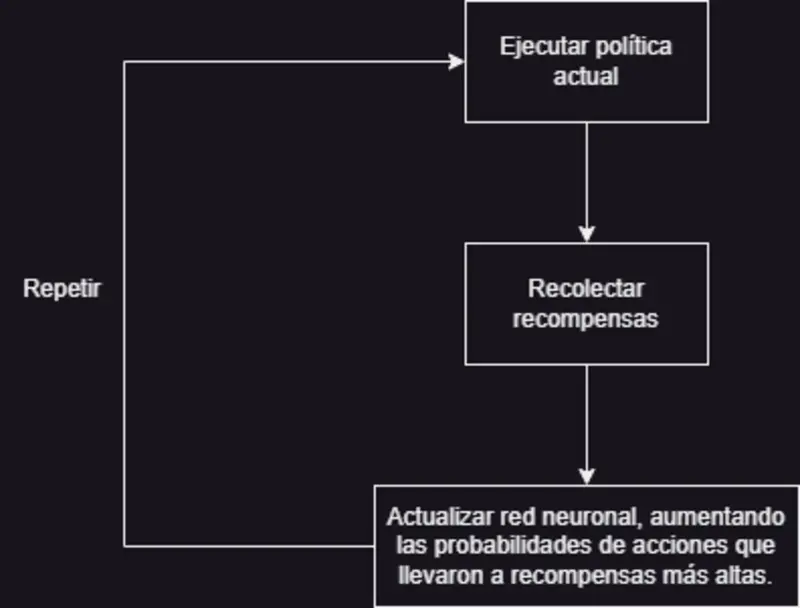 Ejecutar política
actual
Repetir
Recolectar
recompensas
Actualizar red neuronal, aumentando
las probabilidades de acciones que
llevaron a recompensas más altas.